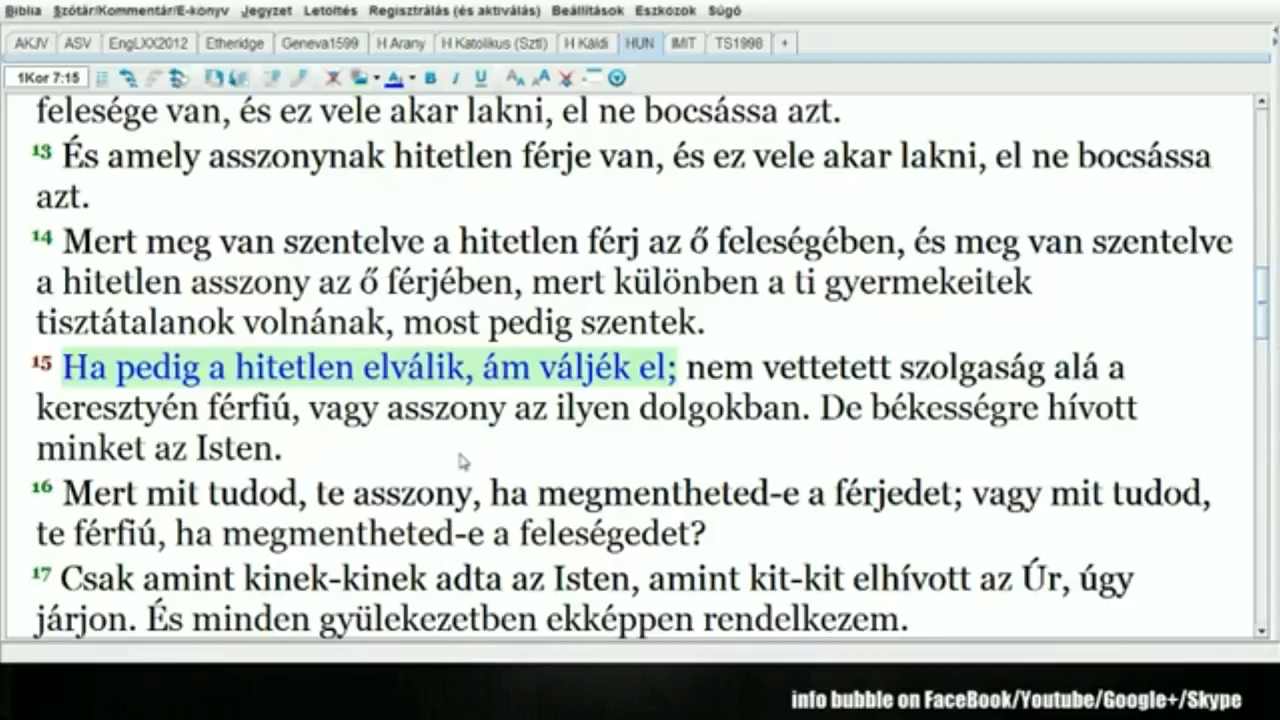 Biblia Szótár/Kommentár/E-könyv Jegyzet Letoltés Regisztrálás (és aktiválás) Beállítások Eszkozok Súgó
AKJV ASV EngLXX2012 Etheridge Geneva1599 H Arany H Katolikus (SztI) H Káldi HUN IMIT TS1998 +
1Kor 7:15
felesége van, és ez vele akar lakni, el ne bocsássa azt.
13 És amely asszonynak hitetlen férje van, és ez vele akar lakni, el ne bocsássa
azt.
14 Mert meg van szentelve a hitetlen férj az ő feleségében, és meg van szentelve
a hitetlen asszony az ő férjében, mert különben a ti gyermekeitek
tisztátalanok volnának, most pedig szentek.
15 Ha pedig a hitetlen elválik, ám váljék el; nem vettetett szolgaság alá a
keresztyén férfiú, vagy asszony az ilyen dolgokban. De békességre hívott
minket az Isten.
16 Mert mit tudod, te asszony, ha megmentheted-e a férjedet; vagy mit tudod,
te férfiú, ha megmentheted-e a feleségedet?
17 Csak amint kinek-kinek adta az Isten, amint kit-kit elhívott az Úr, úgy
járjon. És minden gyülekezetben ekképpen rendelkezem.
info bubble on FaceBook/Youtube/Google+/Skype